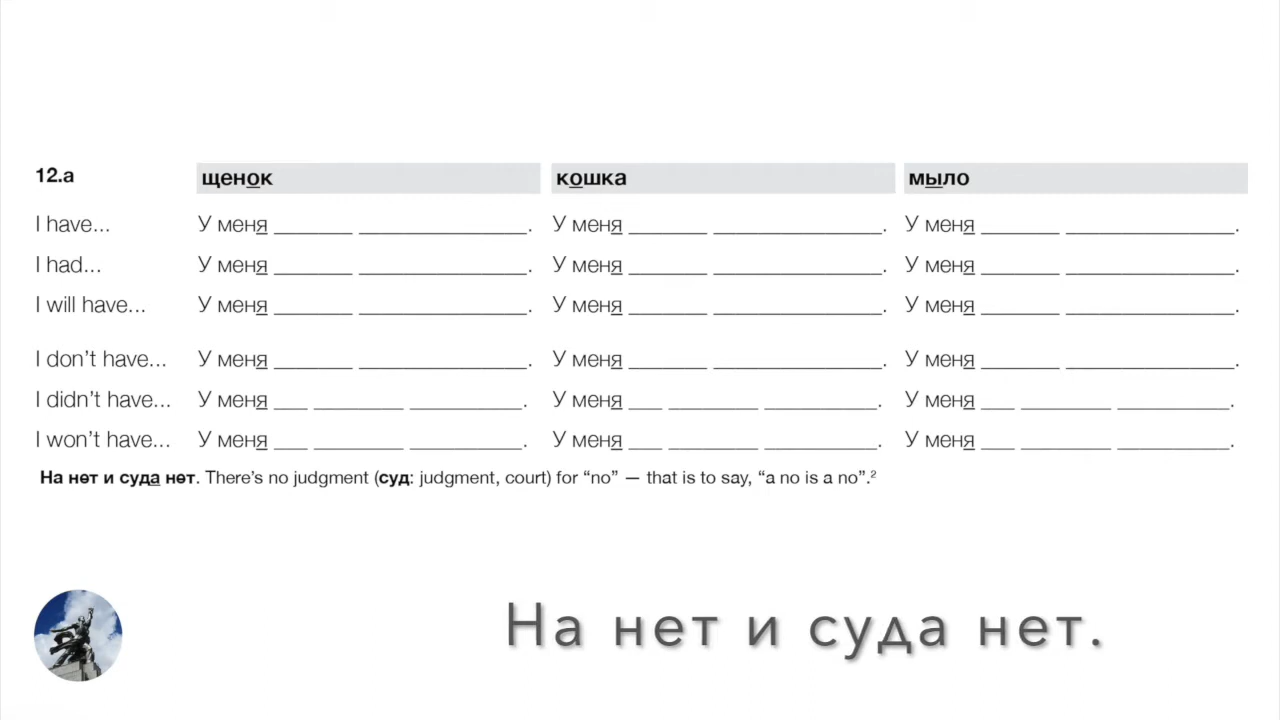 12.a щенок кошка мыло
I have... У меня _______ _______________. У меня _______ _______________. У меня _______ _______________.
I had... У меня _______ _______________. У меня _______ _______________. У меня _______ _______________.
I will have... У меня _______ _______________. У меня _______ _______________. У меня _______ _______________.
I don’t have... У меня _______ _______________. У меня _______ _______________. У меня _______ _______________.
I didn’t have... У меня ___ ________ __________. У меня ___ ________ __________. У меня ___ ________ __________.
I won’t have... У меня ___ ________ __________. У меня ___ ________ __________. У меня ___ ________ __________.
На нет и суда нет. There’s no judgment (суд: judgment, court) for “no” — that is to say, “a no is a no”.²
На нет и суда нет.